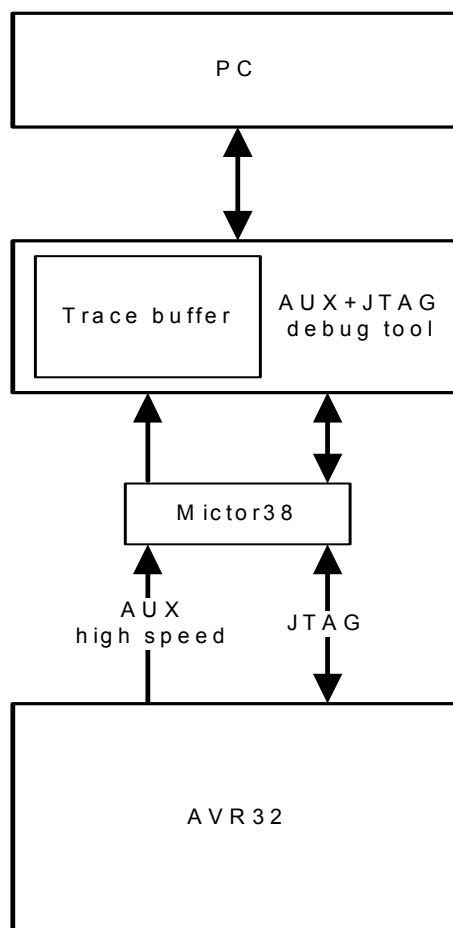 PC
Trace buffer
AUX+JTAG
debug tool
Mictor38
AUX
high speed
JTAG
AVR32